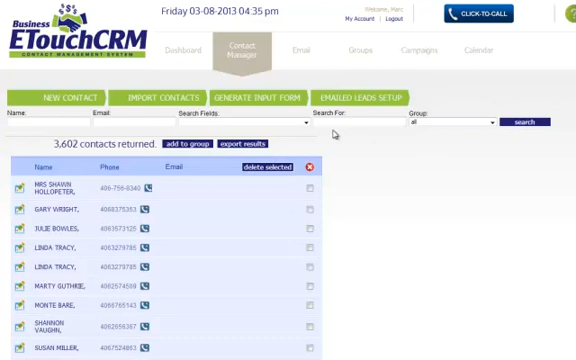 Business
ETouchCRM
CONTACT MANAGEMENT SYSTEM
Friday 03-08-2013 04:35 pm
Welcome, Marc
My Account | Logout
CLICK-TO-CALL
?
Dashboard
Contact Manager
Email
Groups
Campaigns
Calendar
NEW CONTACT
IMPORT CONTACTS
GENERATE INPUT FORM
EMAILED LEADS SETUP
Name:
Email:
Search Fields:
Search For:
Group:
all
search
3,602 contacts returned.
add to group
export results
Name
Phone
Email
delete selected
MRS SHAWN HOLLOPETER,
406-756-8340
GARY WRIGHT,
4068375353
JULIE BOWLES,
4063573125
LINDA TRACY,
4063279785
LINDA TRACY,
4063279785
MARTY GUTHRIE,
4062574589
MONTE BARE,
4066765143
SHANNON VAUGHN,
4062656367
SUSAN MILLER,
4067524863